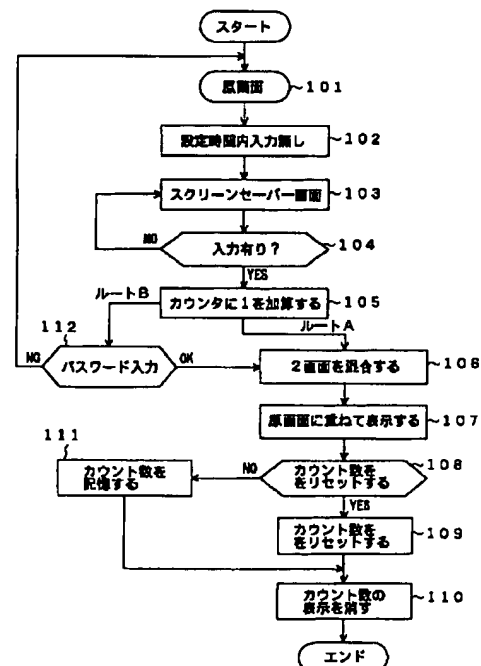 スタート
原画面
101
設定時間内入力無し
102
スクリーンセーバー画面
103
NO
入力有り?
104
YES
ルートB
カウンタに1を加算する
105
112
ルートA
NO
パスワード入力
OK
2画面を混合する
106
原画面に重ねて表示する
107
111
カウント数を
記憶する
NO
カウント数を
をリセットする
108
YES
カウント数を
をリセットする
109
カウント数の
表示を消す
110
エンド